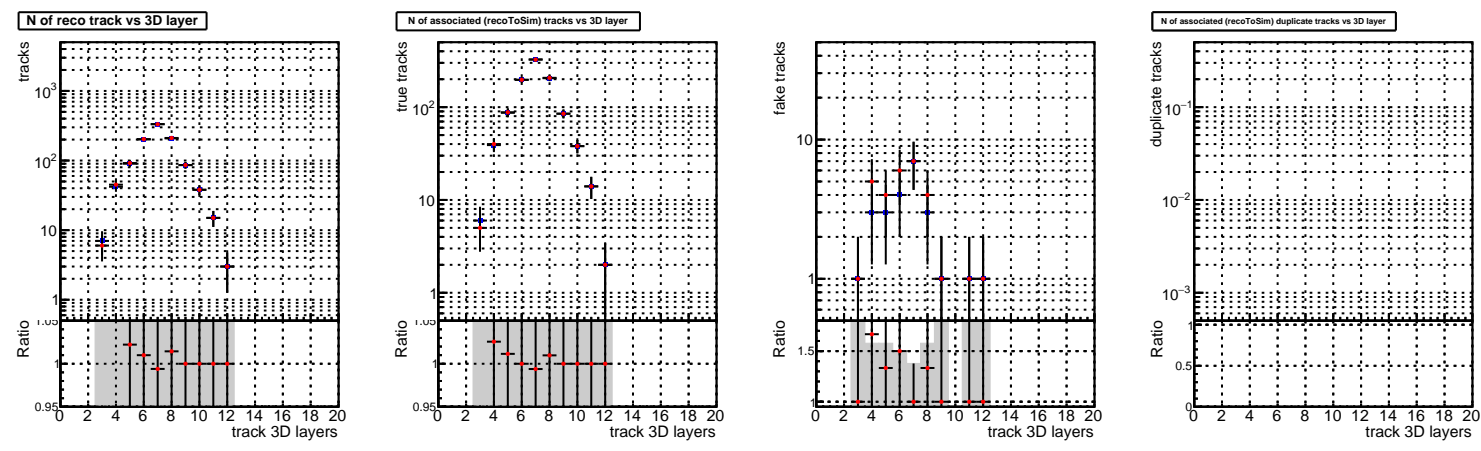 N of reco track vs 3D layer
tracks
10³
10²
10
1
Ratio
1.05
1
0.95
0 2 4 6 8 10 12 14 16 18 20
track 3D layers
N of associated (recoToSim) tracks vs 3D layer
true tracks
10²
10
1
Ratio
1.05
1
0.95
0 2 4 6 8 10 12 14 16 18 20
track 3D layers
fake tracks
10
1
Ratio
1.5
1
0 2 4 6 8 10 12 14 16 18 20
track 3D layers
N of associated (recoToSim) duplicate tracks vs 3D layer
duplicate tracks
10⁻¹
10⁻²
10⁻³
Ratio
1
0.5
0
0 2 4 6 8 10 12 14 16 18 20
track 3D layers